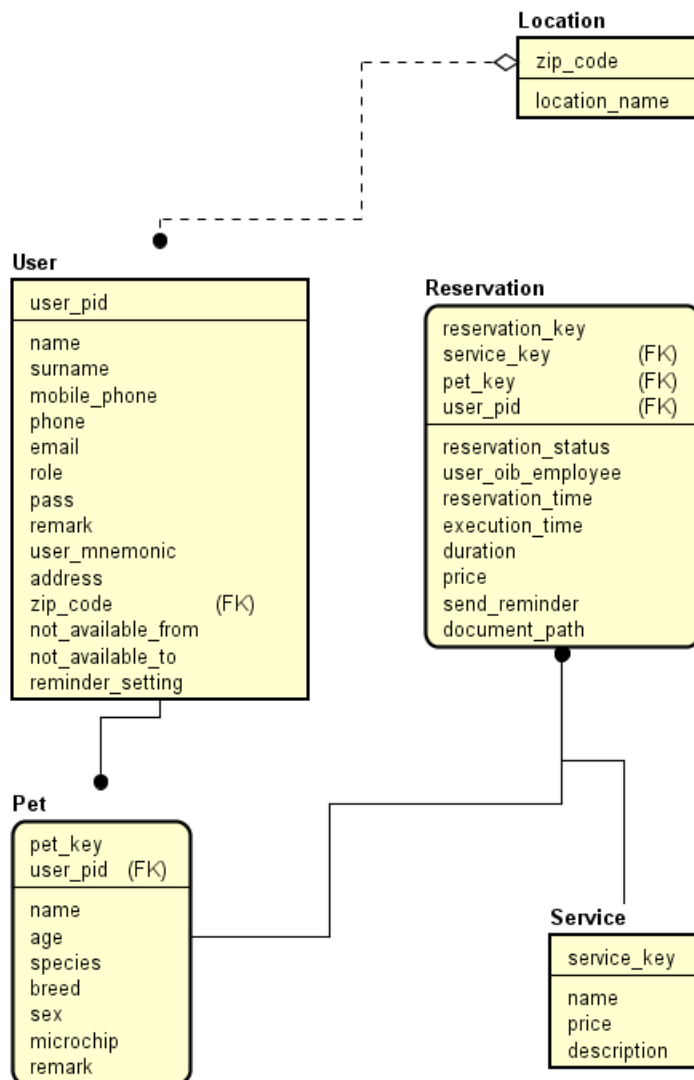 Location
zip_code
location_name
User
user_pid
name
surname
mobile_phone
phone
email
role
pass
remark
user_mnemonic
address
zip_code (FK)
not_available_from
not_available_to
reminder_setting
Reservation
reservation_key
service_key (FK)
pet_key (FK)
user_pid (FK)
reservation_status
user_oib_employee
reservation_time
execution_time
duration
price
send_reminder
document_path
Pet
pet_key
user_pid (FK)
name
age
species
breed
sex
microchip
remark
Service
service_key
name
price
description